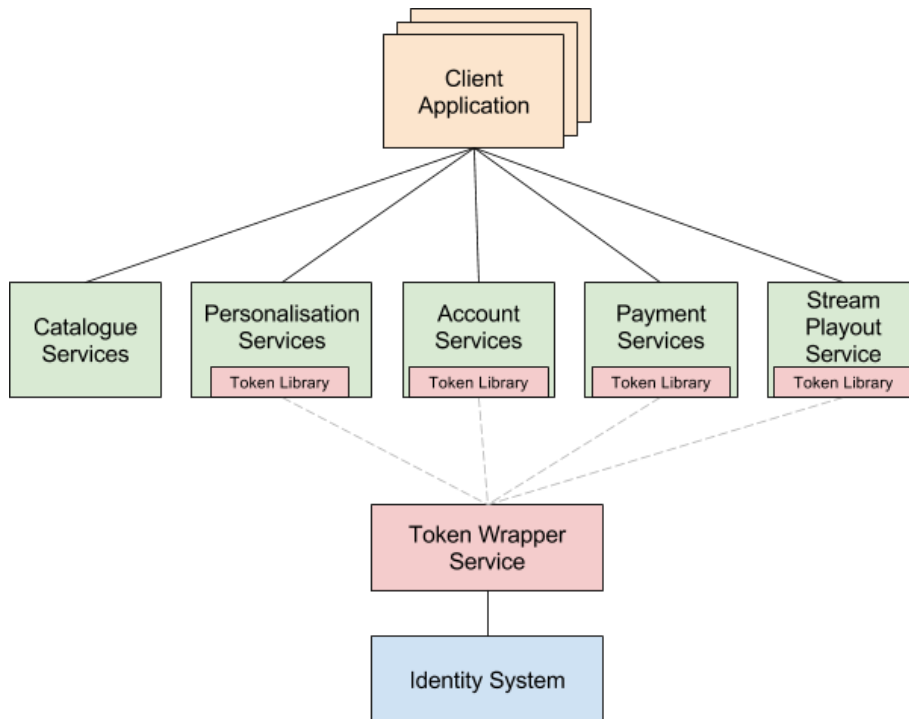 Client
Application
Catalogue
Services
Personalisation
Services
Token Library
Account
Services
Token Library
Payment
Services
Token Library
Stream
Playout
Service
Token Library
Token Wrapper
Service
Identity System